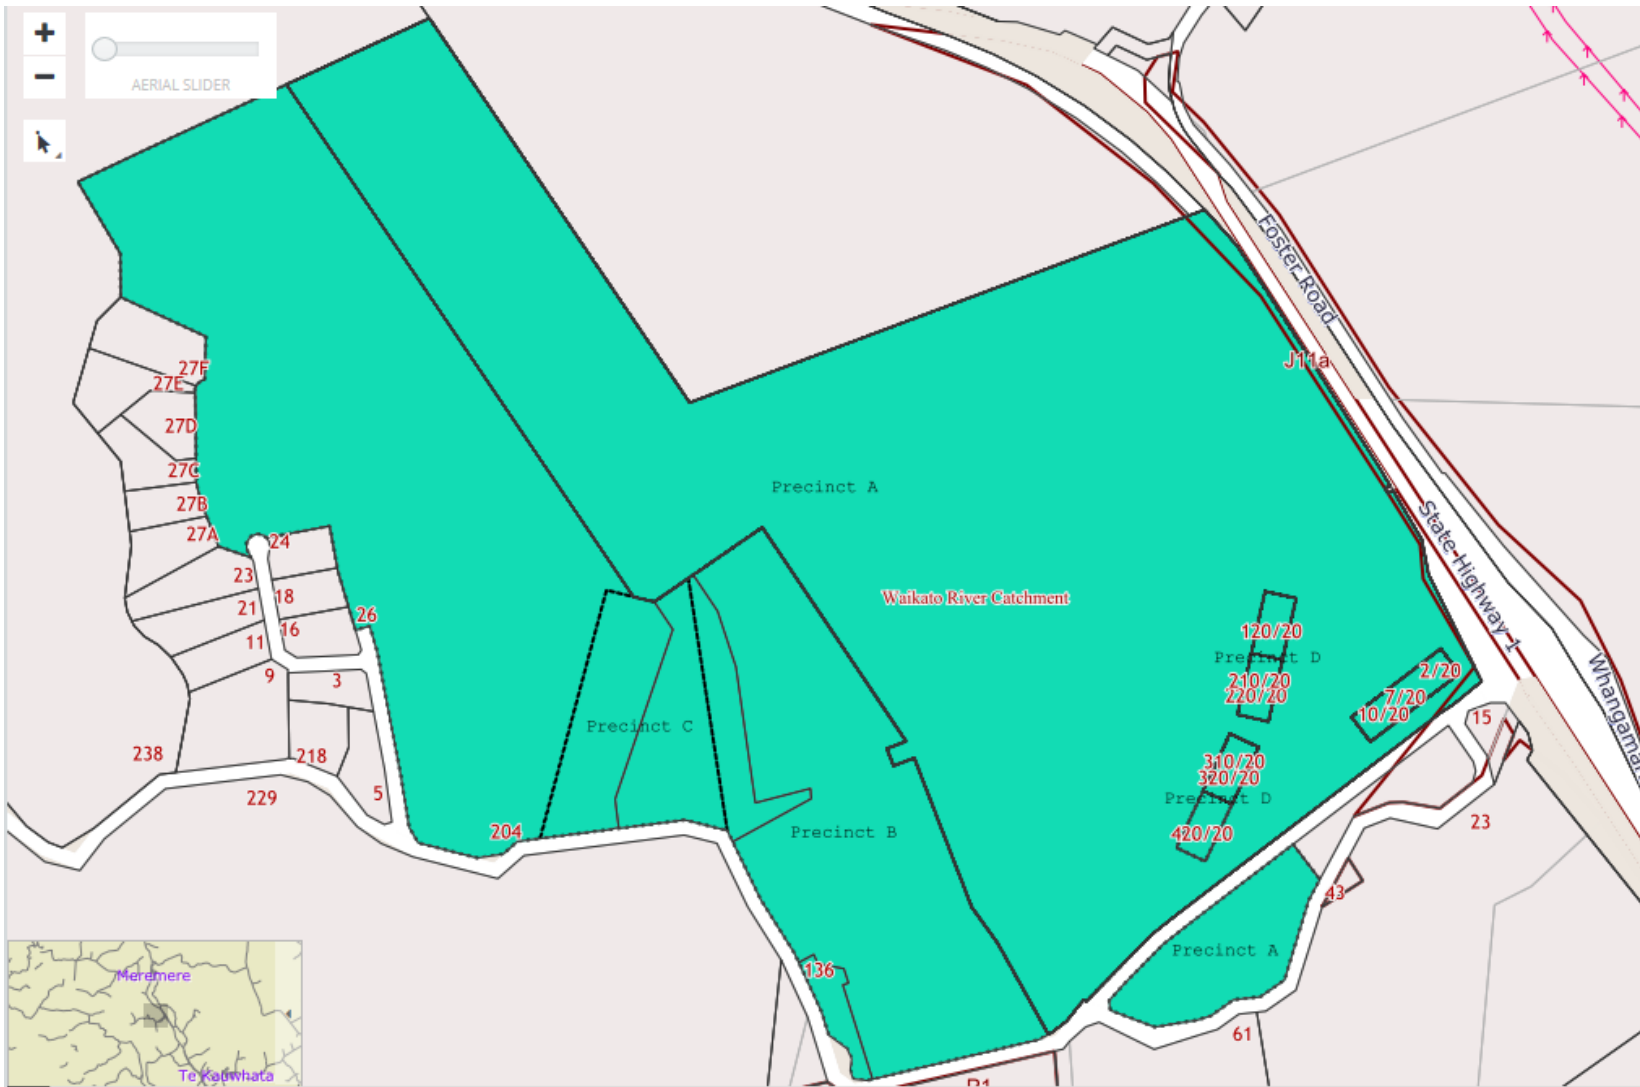 +
−
AERIAL SLIDER
Foster Road
J11a
27F
27E
27D
Precinct A
27C
27B
State Highway 1
27A
24
23
18
Waikato River Catchment
21
16
26
11
120/20
Precinct D
9
3
2/20
210/20
220/20
7/20
10/20
15
Precinct C
238
218
310/20
320/20
229
5
Precinct D
23
204
Precinct B
420/20
43
Precinct A
136
Meremere
61
Te Kauwhata